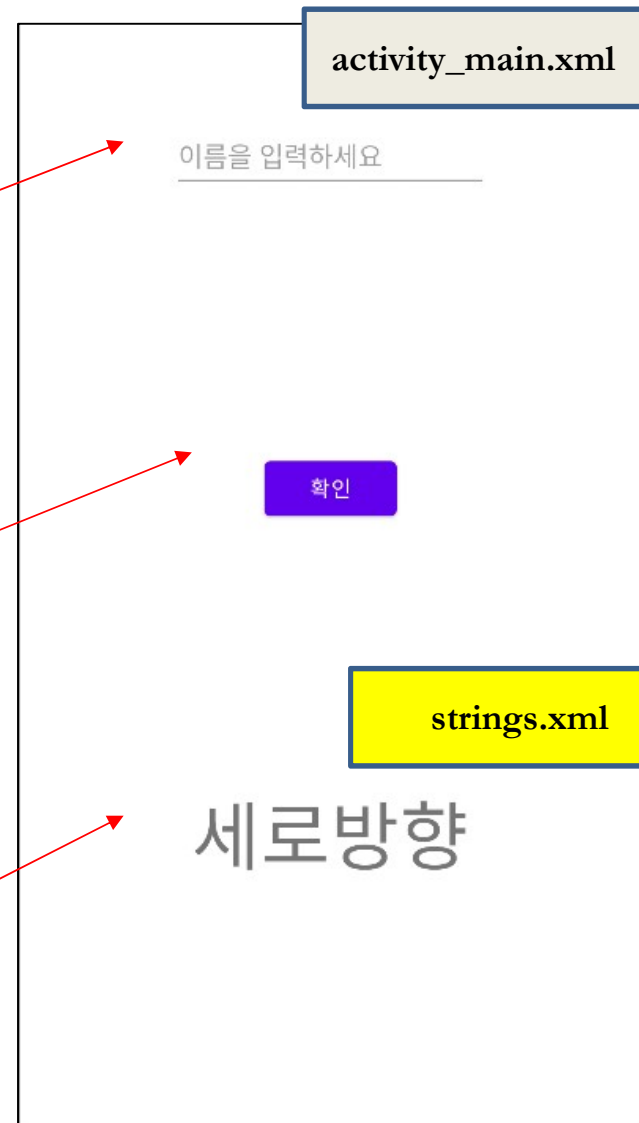 activity_main.xml
이름을 입력하세요
확인
strings.xml
세로방향